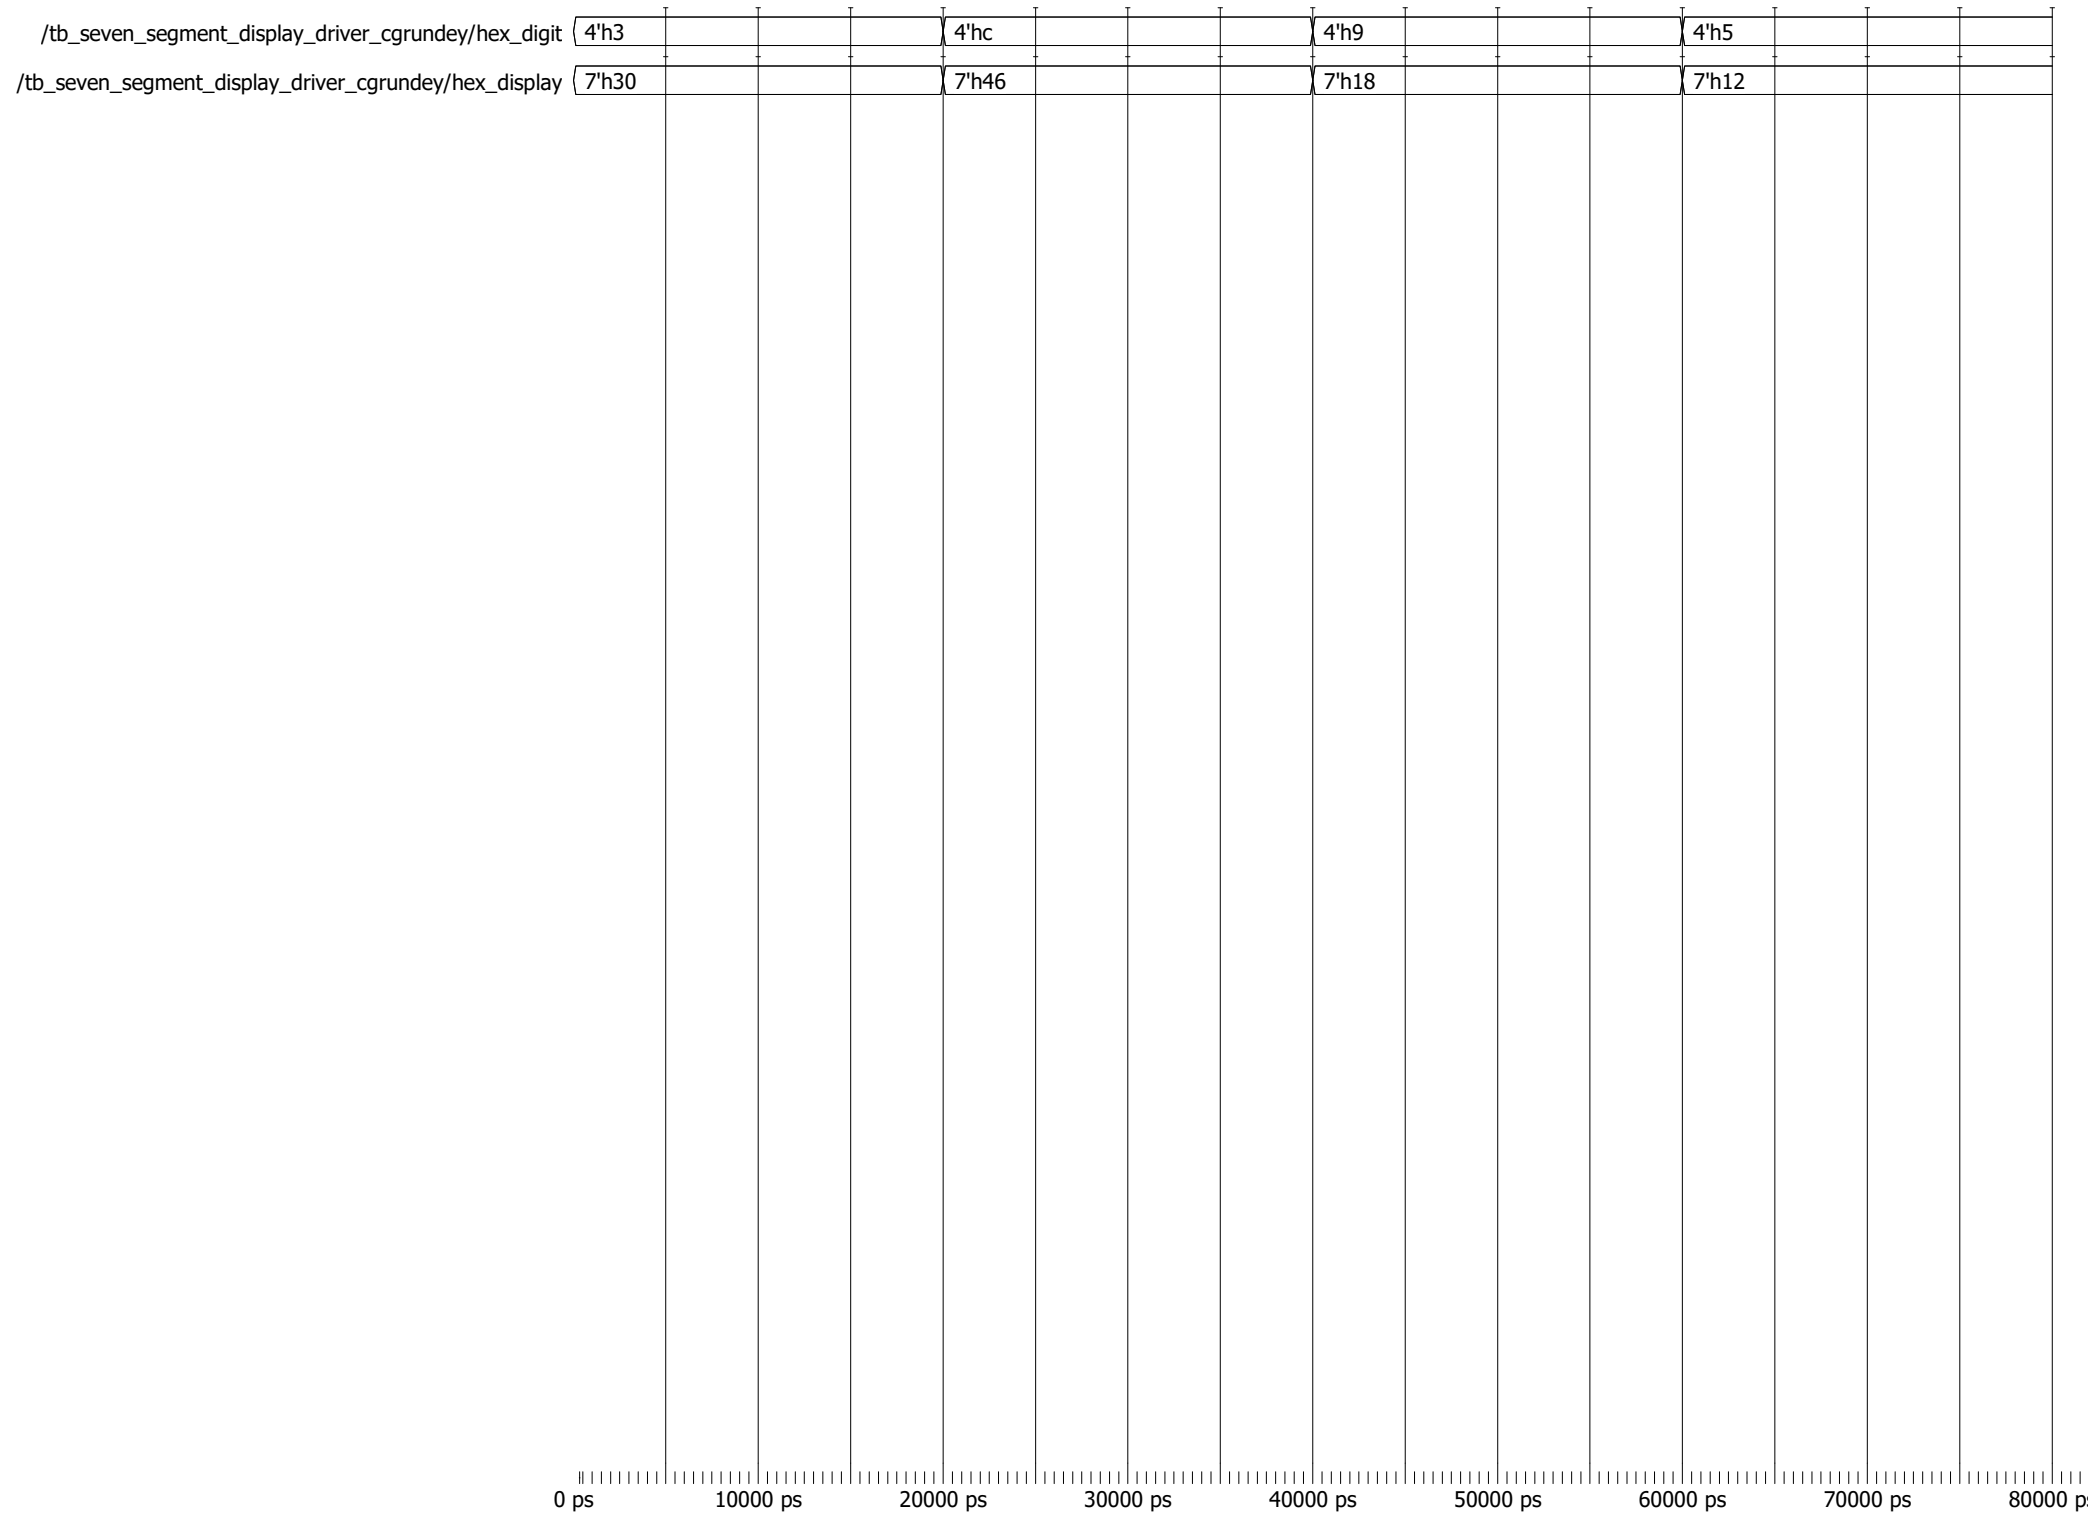 /tb_seven_segment_display_driver_cgrundey/hex_digit 4'h3 4'hc 4'h9 4'h5
/tb_seven_segment_display_driver_cgrundey/hex_display 7'h30 7'h46 7'h18 7'h12
0 ps 10000 ps 20000 ps 30000 ps 40000 ps 50000 ps 60000 ps 70000 ps 80000 ps